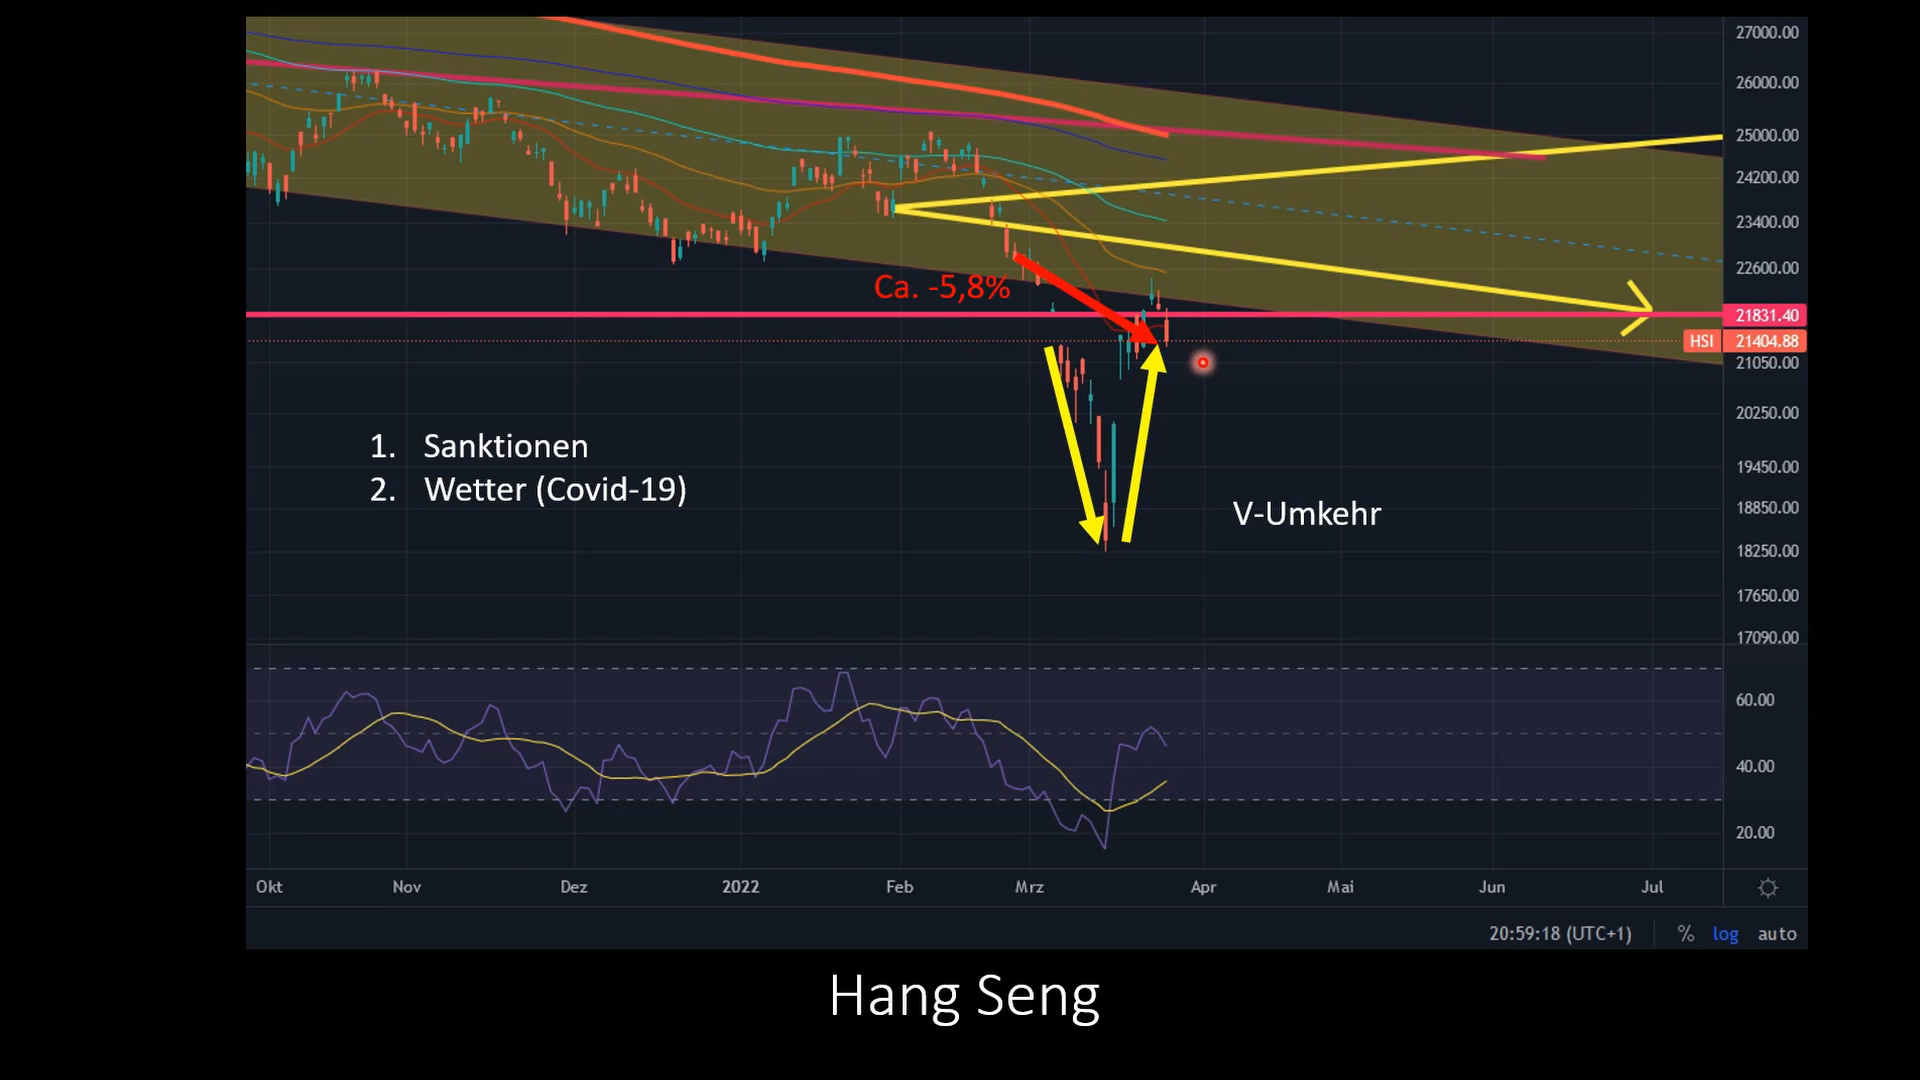 27000.00
26000.00
25000.00
24200.00
23400.00
22600.00
Ca. -5,8%
21831.40
HSI 21404.88
21050.00
20250.00
1. Sanktionen
19450.00
2. Wetter (Covid-19)
18850.00
V-Umkehr
18250.00
17650.00
17090.00
60.00
40.00
20.00
Okt Nov Dez 2022 Feb Mrz Apr Mai Jun Jul
20:59:18 (UTC+1) % log auto
Hang Seng